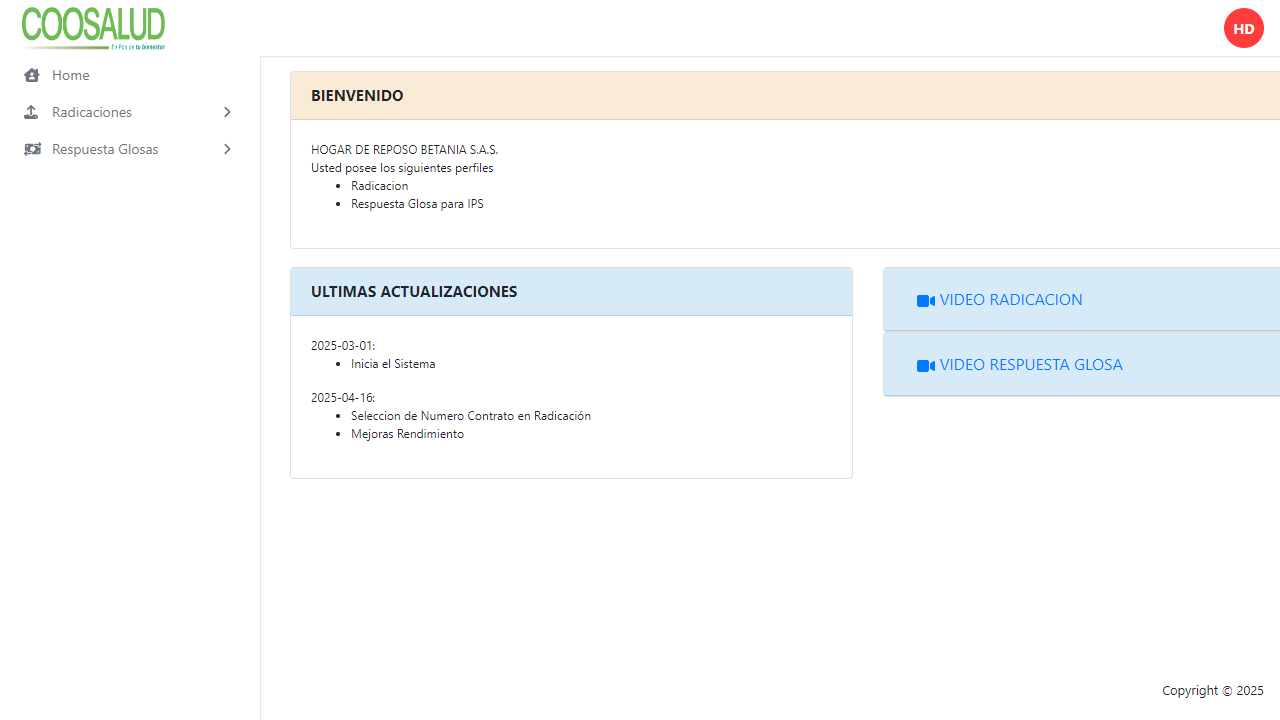 COOSALUD
En Pos de tu bienestar
HD
Home
Radicaciones
Respuesta Glosas
BIENVENIDO
HOGAR DE REPOSO BETANIA S.A.S.
Usted posee los siguientes perfiles
Radicacion
Respuesta Glosa para IPS
ULTIMAS ACTUALIZACIONES
2025-03-01:
Inicia el Sistema
2025-04-16:
Seleccion de Numero Contrato en Radicación
Mejoras Rendimiento
VIDEO RADICACION
VIDEO RESPUESTA GLOSA
Copyright © 2025